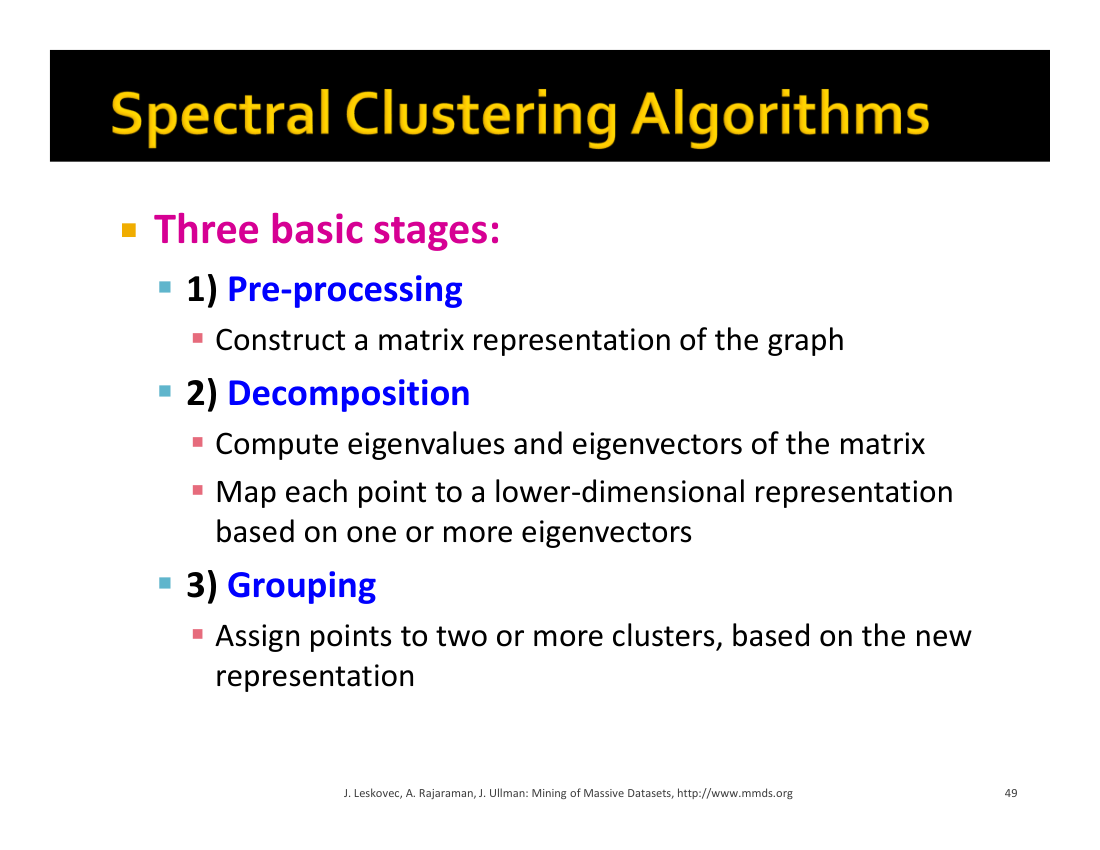 Spectral Clustering Algorithms
Three basic stages:
1) Pre-processing
Construct a matrix representation of the graph
2) Decomposition
Compute eigenvalues and eigenvectors of the matrix
Map each point to a lower-dimensional representation
based on one or more eigenvectors
3) Grouping
Assign points to two or more clusters, based on the new
representation
J. Leskovec, A. Rajaraman, J. Ullman: Mining of Massive Datasets, http://www.mmds.org
49